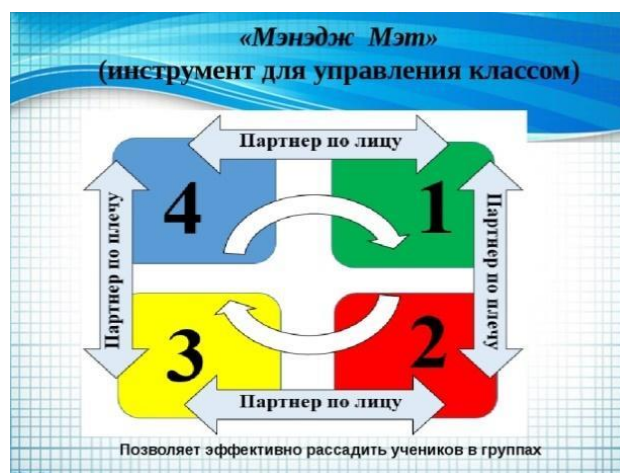 «Мэнэдж Мэт»
(инструмент для управления классом)
Партнер по лицу
4
1
Партнер по плечу
Партнер по плечу
3
2
Партнер по лицу
Позволяет эффективно рассадить учеников в группах